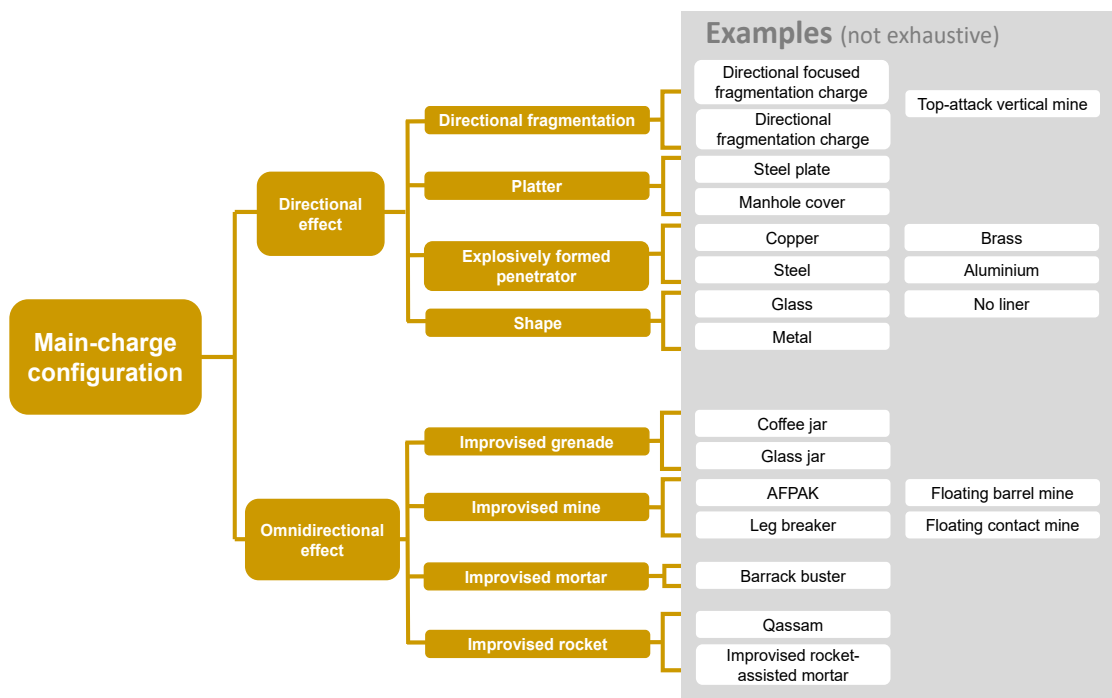 Examples (not exhaustive)
Main-charge
configuration
Directional
effect
Directional fragmentation
Directional focused
fragmentation charge
Top-attack vertical mine
Directional
fragmentation charge
Platter
Steel plate
Manhole cover
Explosively formed
penetrator
Copper
Brass
Steel
Aluminium
Shape
Glass
No liner
Metal
Omnidirectional
effect
Improvised grenade
Coffee jar
Glass jar
Improvised mine
AFPAK
Floating barrel mine
Leg breaker
Floating contact mine
Improvised mortar
Barrack buster
Improvised rocket
Qassam
Improvised rocket-
assisted mortar